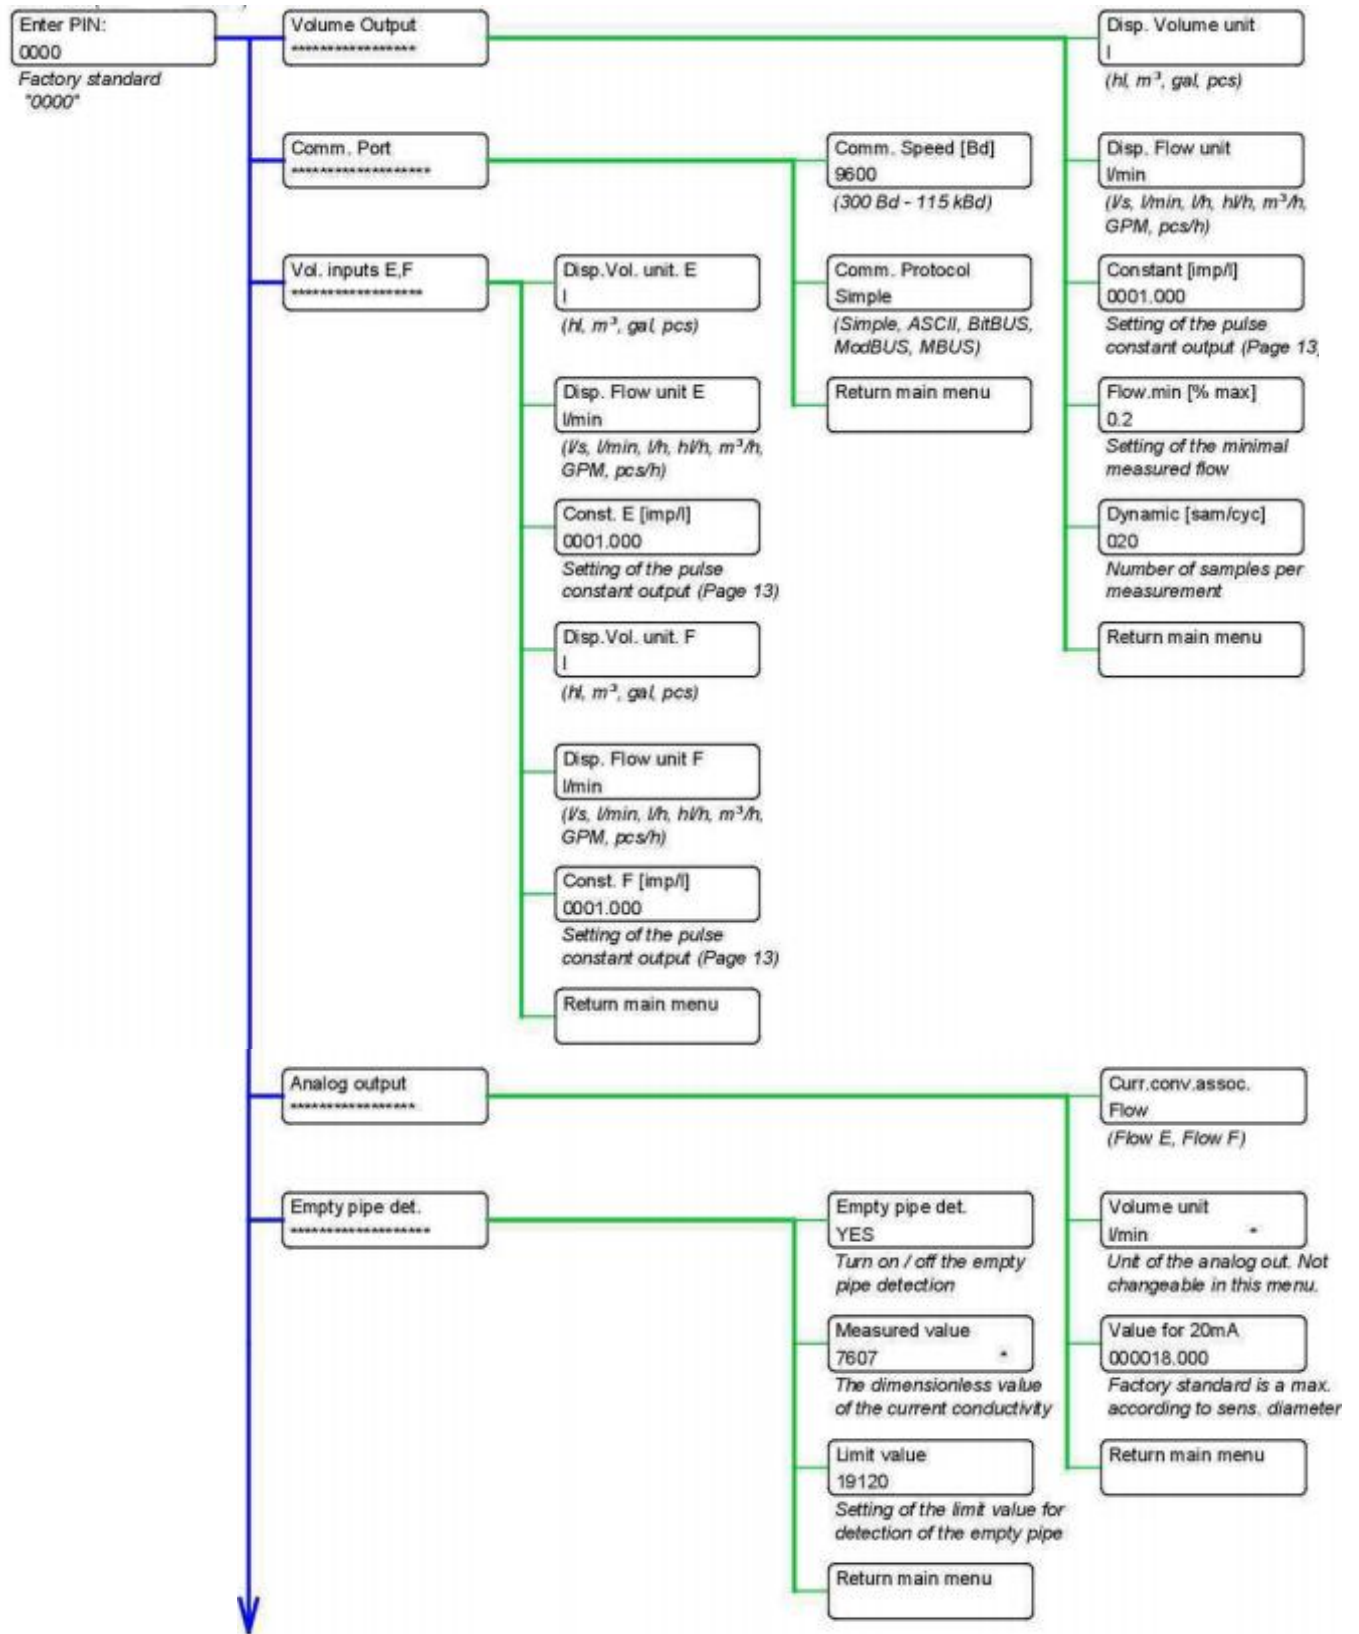 Enter PIN:
0000
Factory standard
"0000"
Volume Output
*****************
Disp. Volume unit
l
(hl, m³, gal, pcs)
Comm. Port
*******************
Comm. Speed [Bd]
9600
(300 Bd - 115 kBd)
Disp. Flow unit
l/min
(l/s, l/min, l/h, hl/h, m³/h,
GPM, pcs/h)
Vol. inputs E,F
******************
Disp.Vol. unit. E
l
(hl, m³, gal, pcs)
Comm. Protocol
Simple
(Simple, ASCII, BitBUS,
ModBUS, MBUS)
Constant [imp/l]
0001.000
Setting of the pulse
constant output (Page 13)
Disp. Flow unit E
l/min
(l/s, l/min, l/h, hl/h, m³/h,
GPM, pcs/h)
Return main menu
Flow.min [% max]
0.2
Setting of the minimal
measured flow
Const. E [imp/l]
0001.000
Setting of the pulse
constant output (Page 13)
Dynamic [sam/cyc]
020
Number of samples per
measurement
Disp.Vol. unit. F
l
(hl, m³, gal, pcs)
Return main menu
Disp. Flow unit F
l/min
(l/s, l/min, l/h, hl/h, m³/h,
GPM, pcs/h)
Const. F [imp/l]
0001.000
Setting of the pulse
constant output (Page 13)
Return main menu
Analog output
*****************
Curr.conv.assoc.
Flow
(Flow E, Flow F)
Empty pipe det.
*******************
Empty pipe det.
YES
Turn on / off the empty
pipe detection
Volume unit
l/min *
Unit of the analog out. Not
changeable in this menu.
Measured value
7607 *
The dimensionless value
of the current conductivity
Value for 20mA
000018.000
Factory standard is a max.
according to sens. diameter
Limit value
19120
Setting of the limit value for
detection of the empty pipe
Return main menu
Return main menu